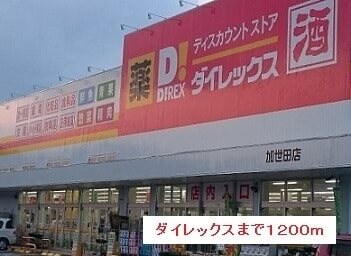 ディスカウントストア
薬
D!
DIREX
ダイレックス
酒
加世田店
店内入口
ダイレックスまで1200m